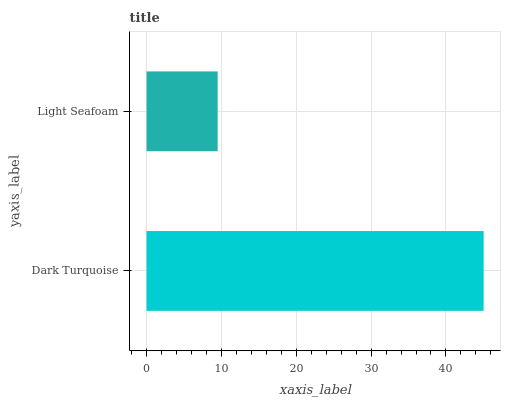 title
yaxis_label
Light Seafoam
Dark Turquoise
0 10 20 30 40
xaxis_label